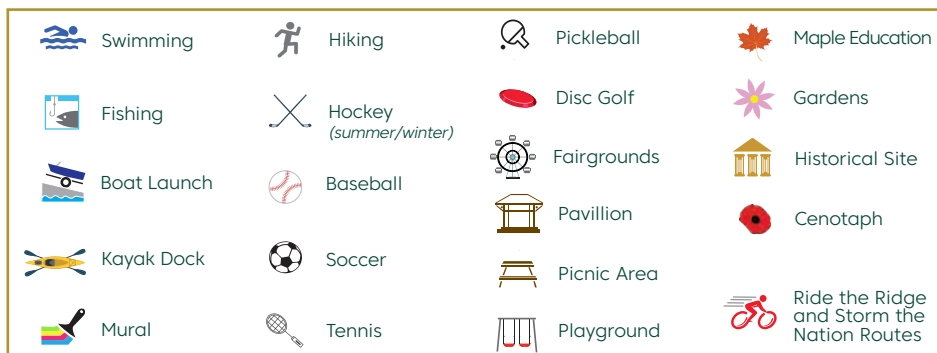 Swimming
Fishing
Boat Launch
Kayak Dock
Mural
Hiking
Hockey
(summer/winter)
Baseball
Soccer
Tennis
Pickleball
Disc Golf
Fairgrounds
Pavillion
Picnic Area
Playground
Maple Education
Gardens
Historical Site
Cenotaph
Ride the Ridge
and Storm the
Nation Routes